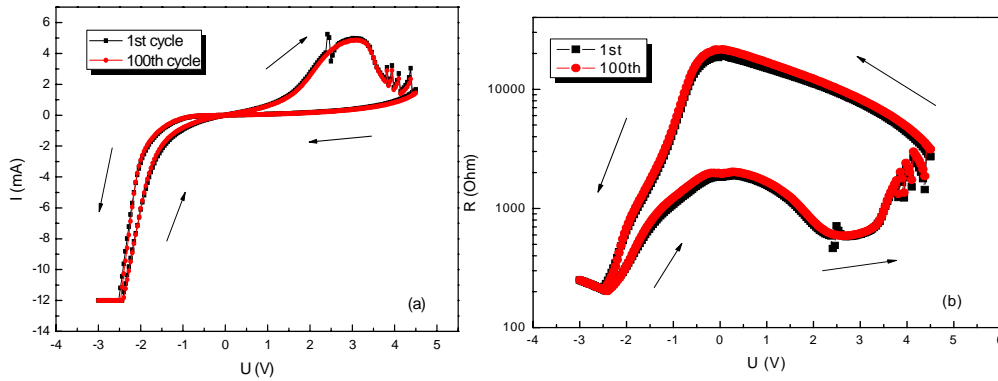 6
4
2
0
-2
-4
-6
-8
-10
-12
-14
I (mA)
1st cycle
100th cycle
(a)
-4 -3 -2 -1 0 1 2 3 4 5
U (V)
10000
1000
100
R (Ohm)
1st
100th
(b)
-4 -3 -2 -1 0 1 2 3 4 5 6
U (V)